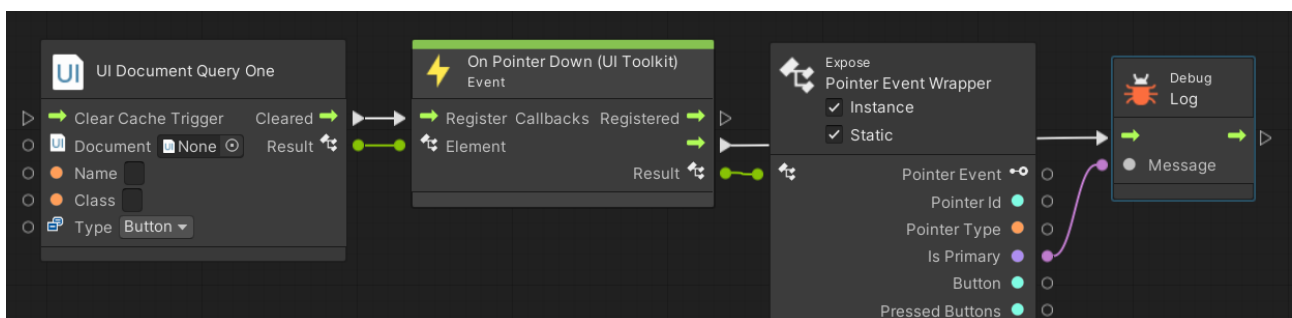 UI Document Query One
Clear Cache Trigger Cleared
Document None Result
Name
Class
Type Button
On Pointer Down (UI Toolkit)
Event
Register Callbacks Registered
Element
Result
Expose
Pointer Event Wrapper
Instance
Static
Pointer Event
Pointer Id
Pointer Type
Is Primary
Button
Pressed Buttons
Debug
Log
Message